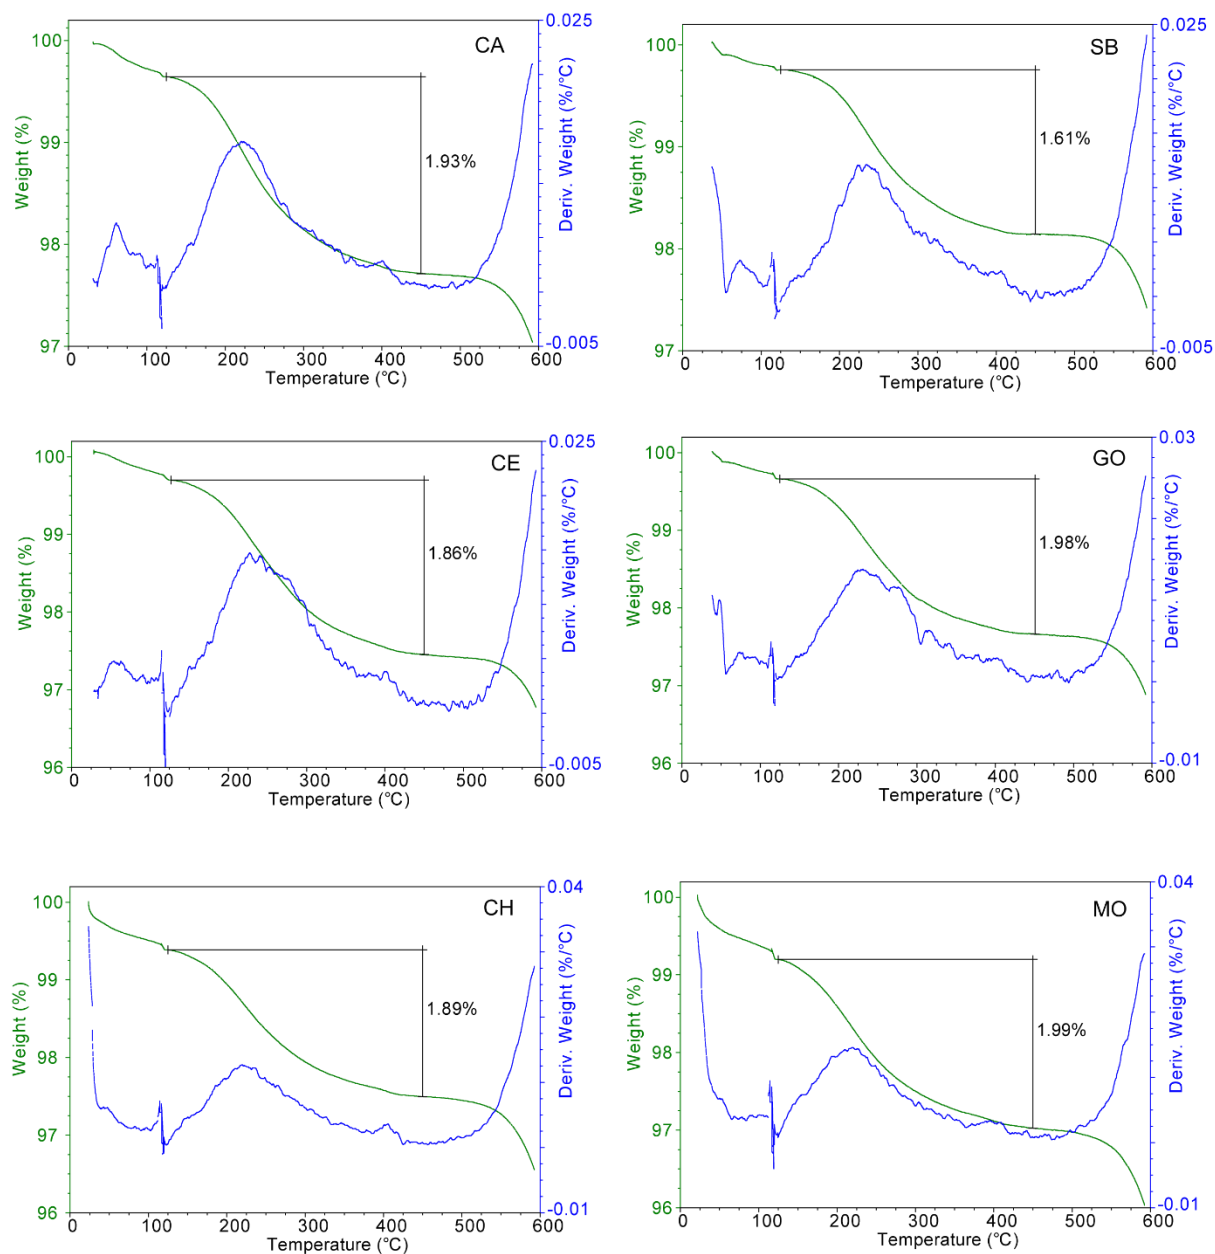 CA
0.025
100
99
98
97
Weight (%)
1.93%
Deriv. Weight (%/°C)
-0.005
0 100 200 300 400 500 600
Temperature (°C)
SB
0.025
100
99
98
97
Weight (%)
1.61%
Deriv. Weight (%/°C)
-0.005
0 100 200 300 400 500 600
Temperature (°C)
CE
0.025
100
99
98
97
96
Weight (%)
1.86%
Deriv. Weight (%/°C)
-0.005
0 100 200 300 400 500 600
Temperature (°C)
GO
0.03
100
99
98
97
96
Weight (%)
1.98%
Deriv. Weight (%/°C)
-0.01
0 100 200 300 400 500 600
Temperature (°C)
CH
0.04
100
99
98
97
96
Weight (%)
1.89%
Deriv. Weight (%/°C)
-0.01
0 100 200 300 400 500 600
Temperature (°C)
MO
0.04
100
99
98
97
96
Weight (%)
1.99%
Deriv. Weight (%/°C)
-0.01
0 100 200 300 400 500 600
Temperature (°C)